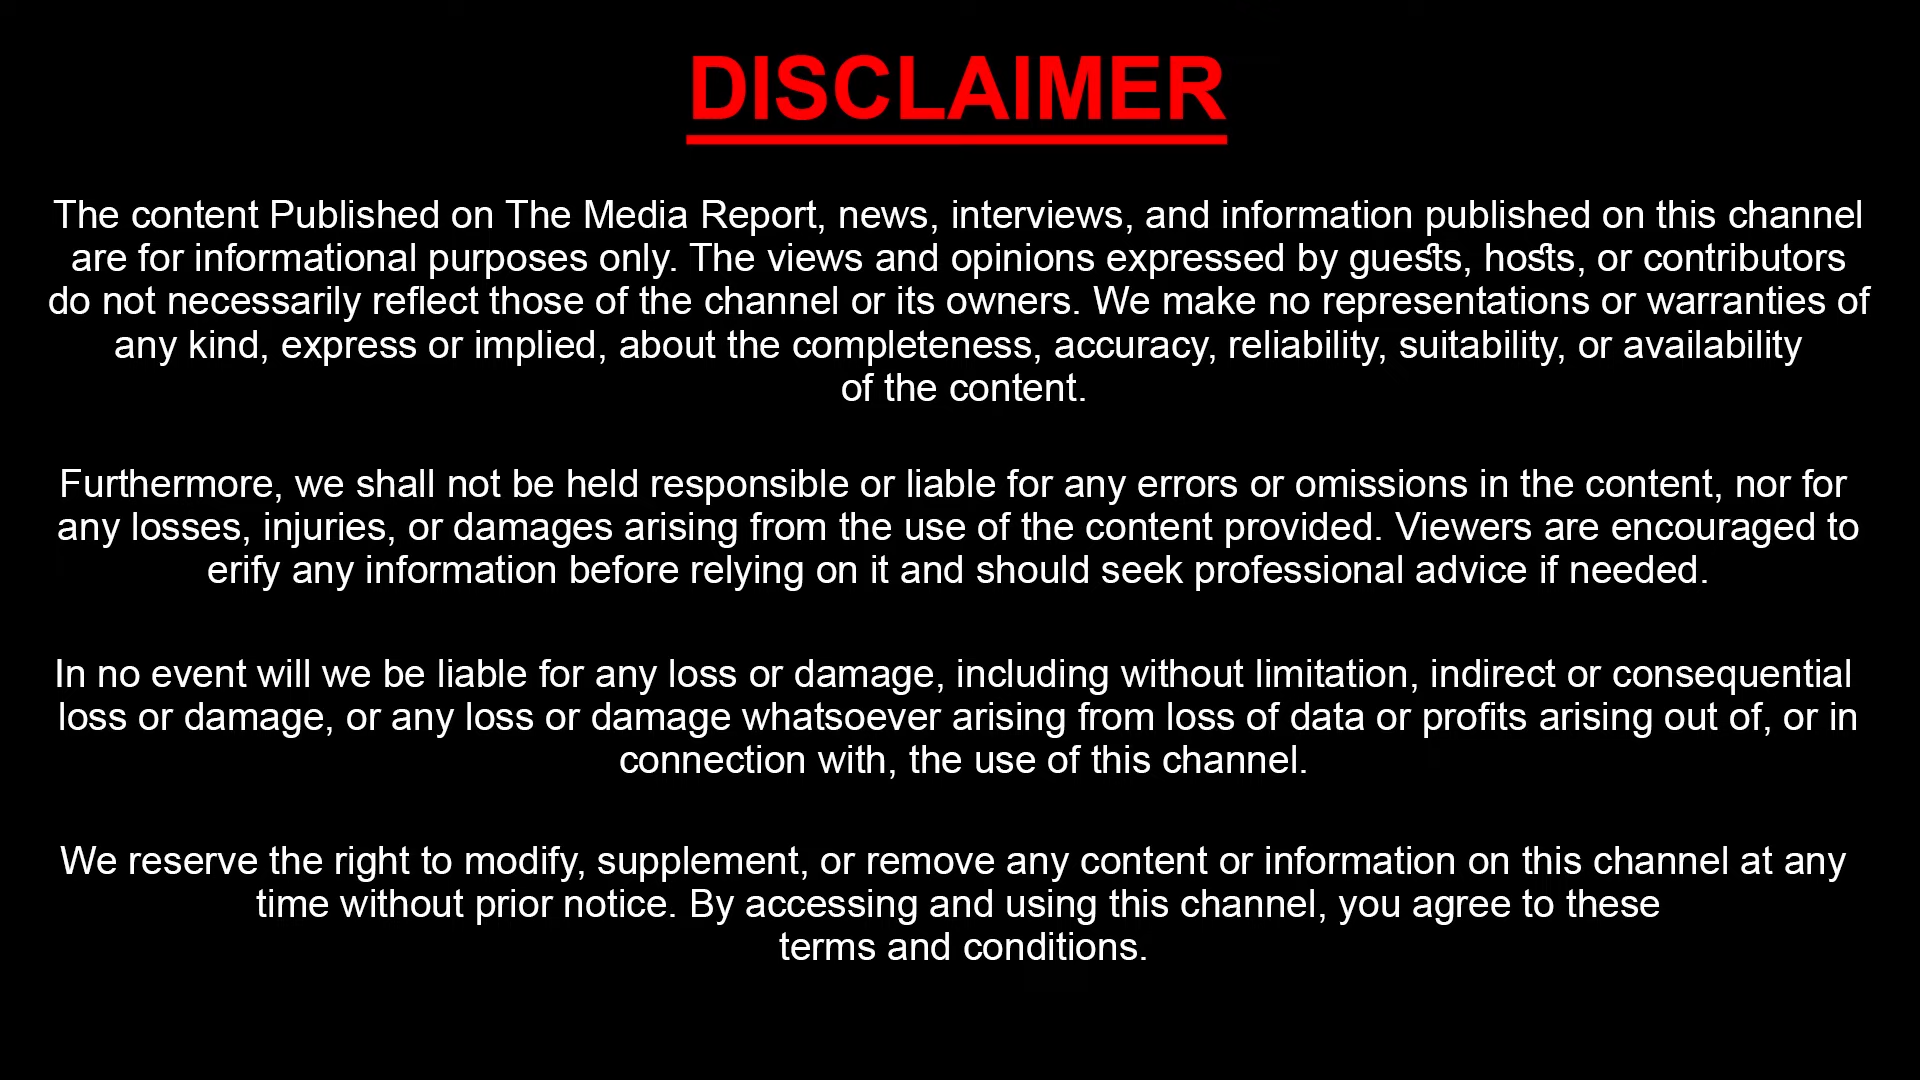 DISCLAIMER
The content Published on The Media Report, news, interviews, and information published on this channel
are for informational purposes only. The views and opinions expressed by guests, hosts, or contributors
do not necessarily reflect those of the channel or its owners. We make no representations or warranties of
any kind, express or implied, about the completeness, accuracy, reliability, suitability, or availability
of the content.
Furthermore, we shall not be held responsible or liable for any errors or omissions in the content, nor for
any losses, injuries, or damages arising from the use of the content provided. Viewers are encouraged to
erify any information before relying on it and should seek professional advice if needed.
In no event will we be liable for any loss or damage, including without limitation, indirect or consequential
loss or damage, or any loss or damage whatsoever arising from loss of data or profits arising out of, or in
connection with, the use of this channel.
We reserve the right to modify, supplement, or remove any content or information on this channel at any
time without prior notice. By accessing and using this channel, you agree to these
terms and conditions.